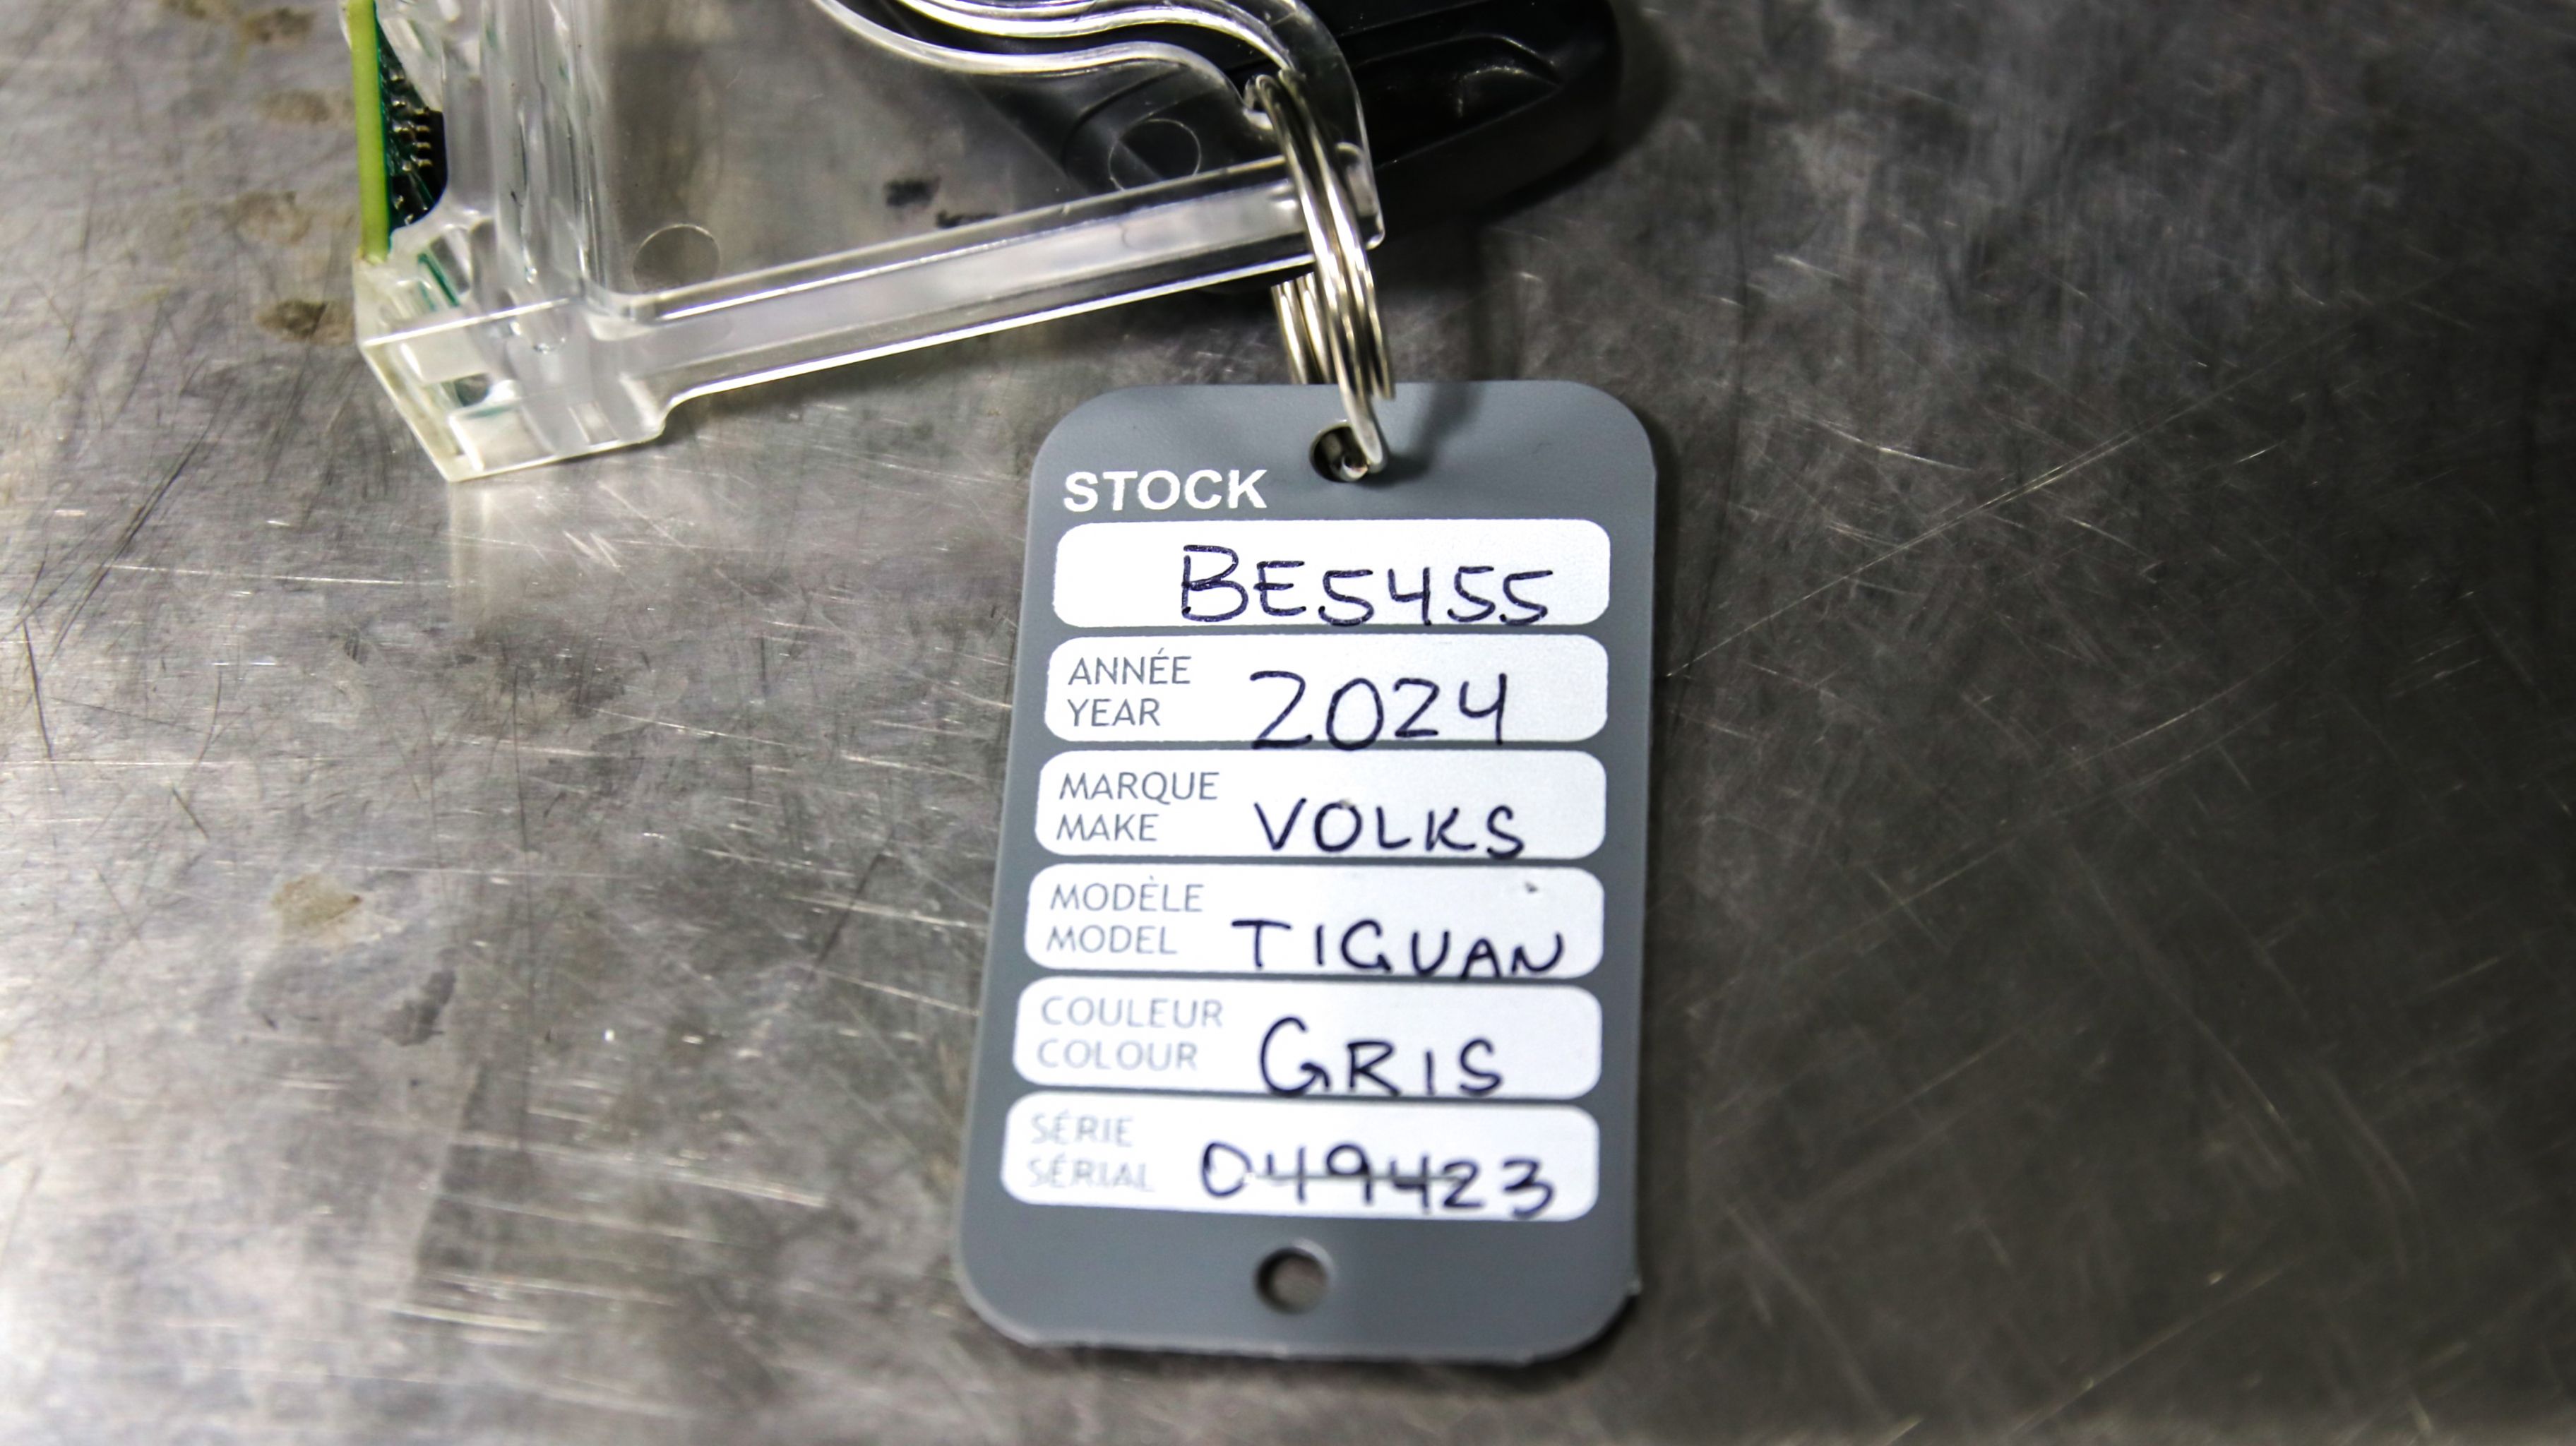 STOCK
BE5455
ANNÉE
YEAR 2024
MARQUE
MAKE VOLKS
MODÈLE
MODEL TIGUAN
COULEUR
COLOUR GRIS
SÉRIE
SÉRIAL 049423